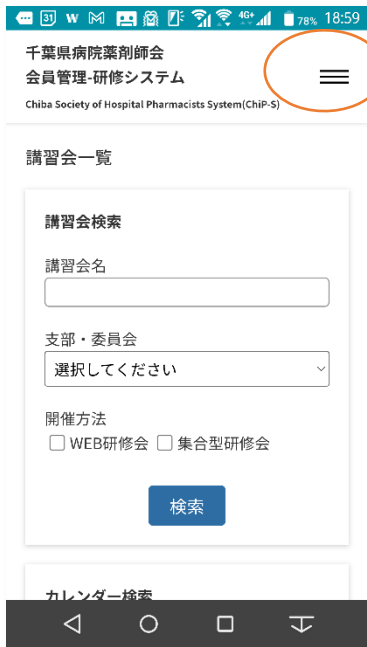 31 W 4G+ 78% 18:59
千葉県病院薬剤師会
会員管理-研修システム
Chiba Society of Hospital Pharmacists System(ChiP-S)
講習会一覧
講習会検索
講習会名
支部・委員会
選択してください
開催方法
WEB研修会 集合型研修会
検索
カレンダー検索